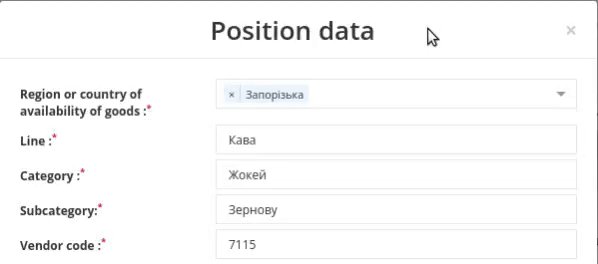 Position data
×
Region or country of
availability of goods :*
× Запорізька
Line :*
Кава
Category :*
Жокей
Subcategory:*
Зернову
Vendor code :*
7115